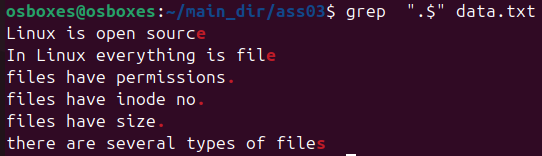 osboxes@osboxes:~/main_dir/ass03$ grep  ".$" data.txt
Linux is open source
In Linux everything is file
files have permissions.
files have inode no.
files have size.
there are several types of files